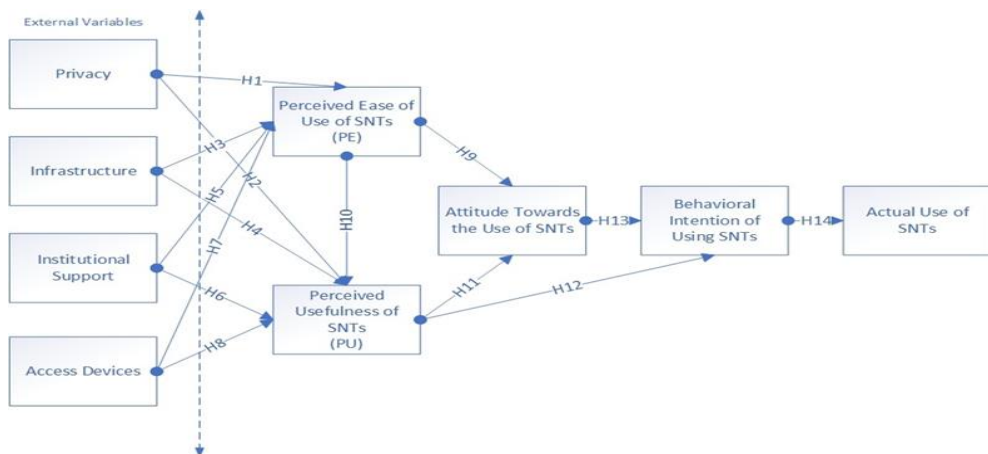 External Variables
Privacy
Infrastructure
Institutional
Support
Access Devices
H1
H3
H2
H5
H4
H7
H6
H8
Perceived Ease of
Use of SNTs
(PE)
H10
Perceived
Usefulness of
SNTs
(PU)
H9
H11
H12
Attitude Towards
the Use of SNTs
H13
Behavioral
Intention of
Using SNTs
H14
Actual Use of
SNTs